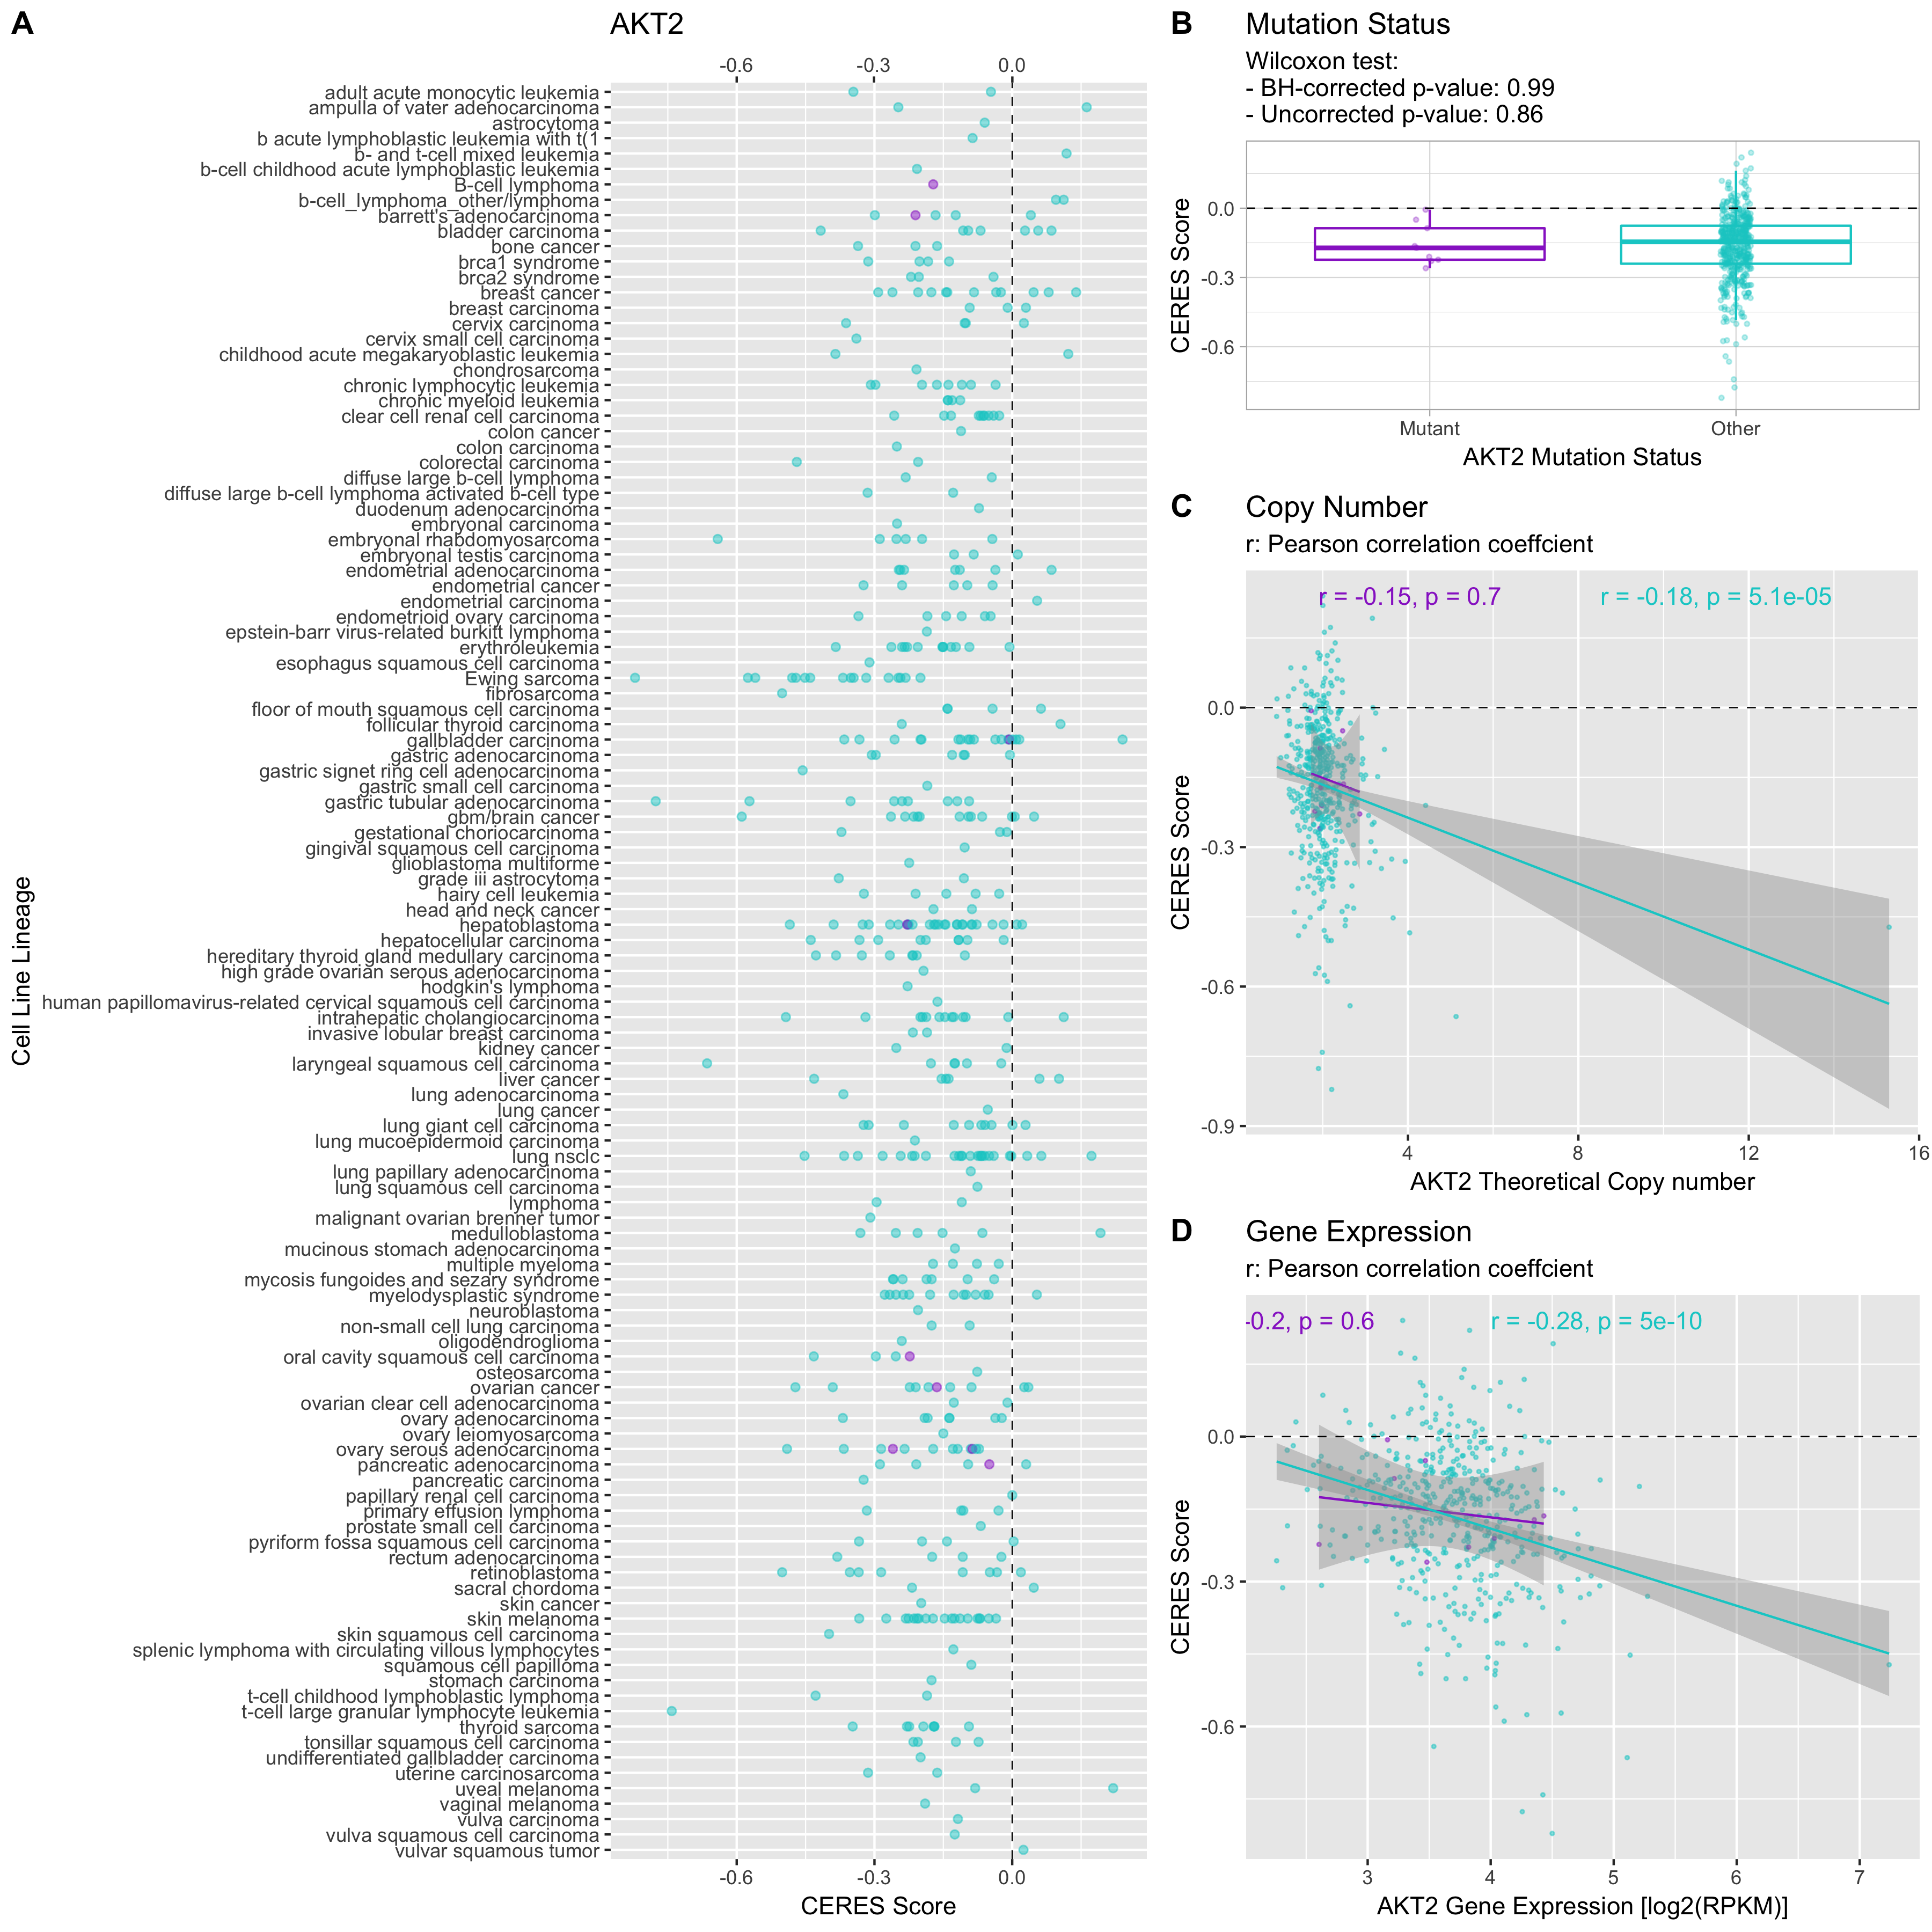 A
AKT2
-0.6 -0.3 0.0
Cell Line Lineage
adult acute monocytic leukemia
ampulla of vater adenocarcinoma
astrocytoma
b acute lymphoblastic leukemia with t(1
b- and t-cell mixed leukemia
b-cell childhood acute lymphoblastic leukemia
B-cell lymphoma
b-cell_lymphoma_other/lymphoma
barrett's adenocarcinoma
bladder carcinoma
bone cancer
brca1 syndrome
brca2 syndrome
breast cancer
breast carcinoma
cervix carcinoma
cervix small cell carcinoma
childhood acute megakaryoblastic leukemia
chondrosarcoma
chronic lymphocytic leukemia
chronic myeloid leukemia
clear cell renal cell carcinoma
colon cancer
colon carcinoma
colorectal carcinoma
diffuse large b-cell lymphoma
diffuse large b-cell lymphoma activated b-cell type
duodenum adenocarcinoma
embryonal carcinoma
embryonal rhabdomyosarcoma
embryonal testis carcinoma
endometrial adenocarcinoma
endometrial cancer
endometrial carcinoma
endometrioid ovary carcinoma
epstein-barr virus-related burkitt lymphoma
erythroleukemia
esophagus squamous cell carcinoma
Ewing sarcoma
fibrosarcoma
floor of mouth squamous cell carcinoma
follicular thyroid carcinoma
gallbladder carcinoma
gastric adenocarcinoma
gastric signet ring cell adenocarcinoma
gastric small cell carcinoma
gastric tubular adenocarcinoma
gbm/brain cancer
gestational choriocarcinoma
gingival squamous cell carcinoma
glioblastoma multiforme
grade iii astrocytoma
hairy cell leukemia
head and neck cancer
hepatoblastoma
hepatocellular carcinoma
hereditary thyroid gland medullary carcinoma
high grade ovarian serous adenocarcinoma
hodgkin's lymphoma
human papillomavirus-related cervical squamous cell carcinoma
intrahepatic cholangiocarcinoma
invasive lobular breast carcinoma
kidney cancer
laryngeal squamous cell carcinoma
liver cancer
lung adenocarcinoma
lung cancer
lung giant cell carcinoma
lung mucoepidermoid carcinoma
lung nsclc
lung papillary adenocarcinoma
lung squamous cell carcinoma
lymphoma
malignant ovarian brenner tumor
medulloblastoma
mucinous stomach adenocarcinoma
multiple myeloma
mycosis fungoides and sezary syndrome
myelodysplastic syndrome
neuroblastoma
non-small cell lung carcinoma
oligodendroglioma
oral cavity squamous cell carcinoma
osteosarcoma
ovarian cancer
ovarian clear cell adenocarcinoma
ovary adenocarcinoma
ovary leiomyosarcoma
ovary serous adenocarcinoma
pancreatic adenocarcinoma
pancreatic carcinoma
papillary renal cell carcinoma
primary effusion lymphoma
prostate small cell carcinoma
pyriform fossa squamous cell carcinoma
rectum adenocarcinoma
retinoblastoma
sacral chordoma
skin cancer
skin melanoma
skin squamous cell carcinoma
splenic lymphoma with circulating villous lymphocytes
squamous cell papilloma
stomach carcinoma
t-cell childhood lymphoblastic lymphoma
t-cell large granular lymphocyte leukemia
thyroid sarcoma
tonsillar squamous cell carcinoma
undifferentiated gallbladder carcinoma
uterine carcinosarcoma
uveal melanoma
vaginal melanoma
vulva carcinoma
vulva squamous cell carcinoma
vulvar squamous tumor
-0.6 -0.3 0.0
CERES Score
B
Mutation Status
Wilcoxon test:
- BH-corrected p-value: 0.99
- Uncorrected p-value: 0.86
CERES Score
0.0
-0.3
-0.6
Mutant Other
AKT2 Mutation Status
C
Copy Number
r: Pearson correlation coeffcient
r = -0.15, p = 0.7 r = -0.18, p = 5.1e-05
CERES Score
0.0
-0.3
-0.6
-0.9
4 8 12 16
AKT2 Theoretical Copy number
D
Gene Expression
r: Pearson correlation coeffcient
-0.2, p = 0.6 r = -0.28, p = 5e-10
CERES Score
0.0
-0.3
-0.6
3 4 5 6 7
AKT2 Gene Expression [log2(RPKM)]